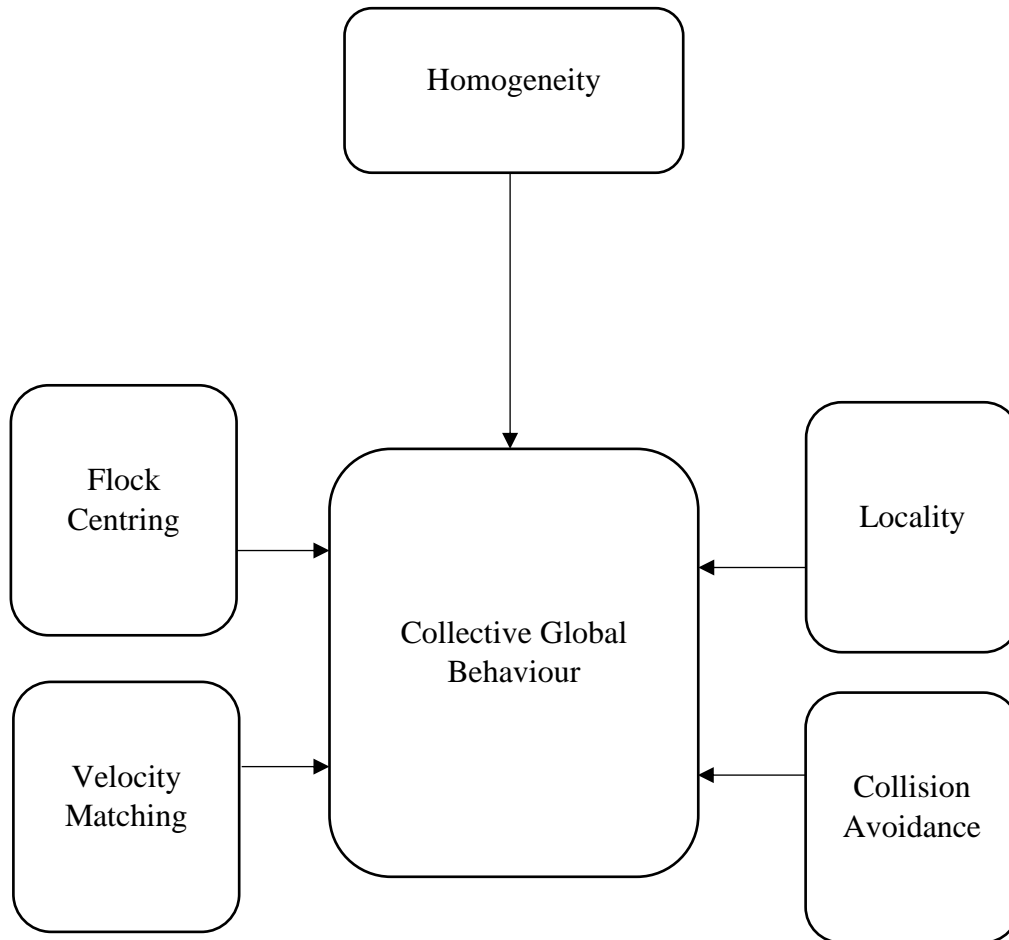 Homogeneity
Flock
Centring
Locality
Collective Global
Behaviour
Velocity
Matching
Collision
Avoidance